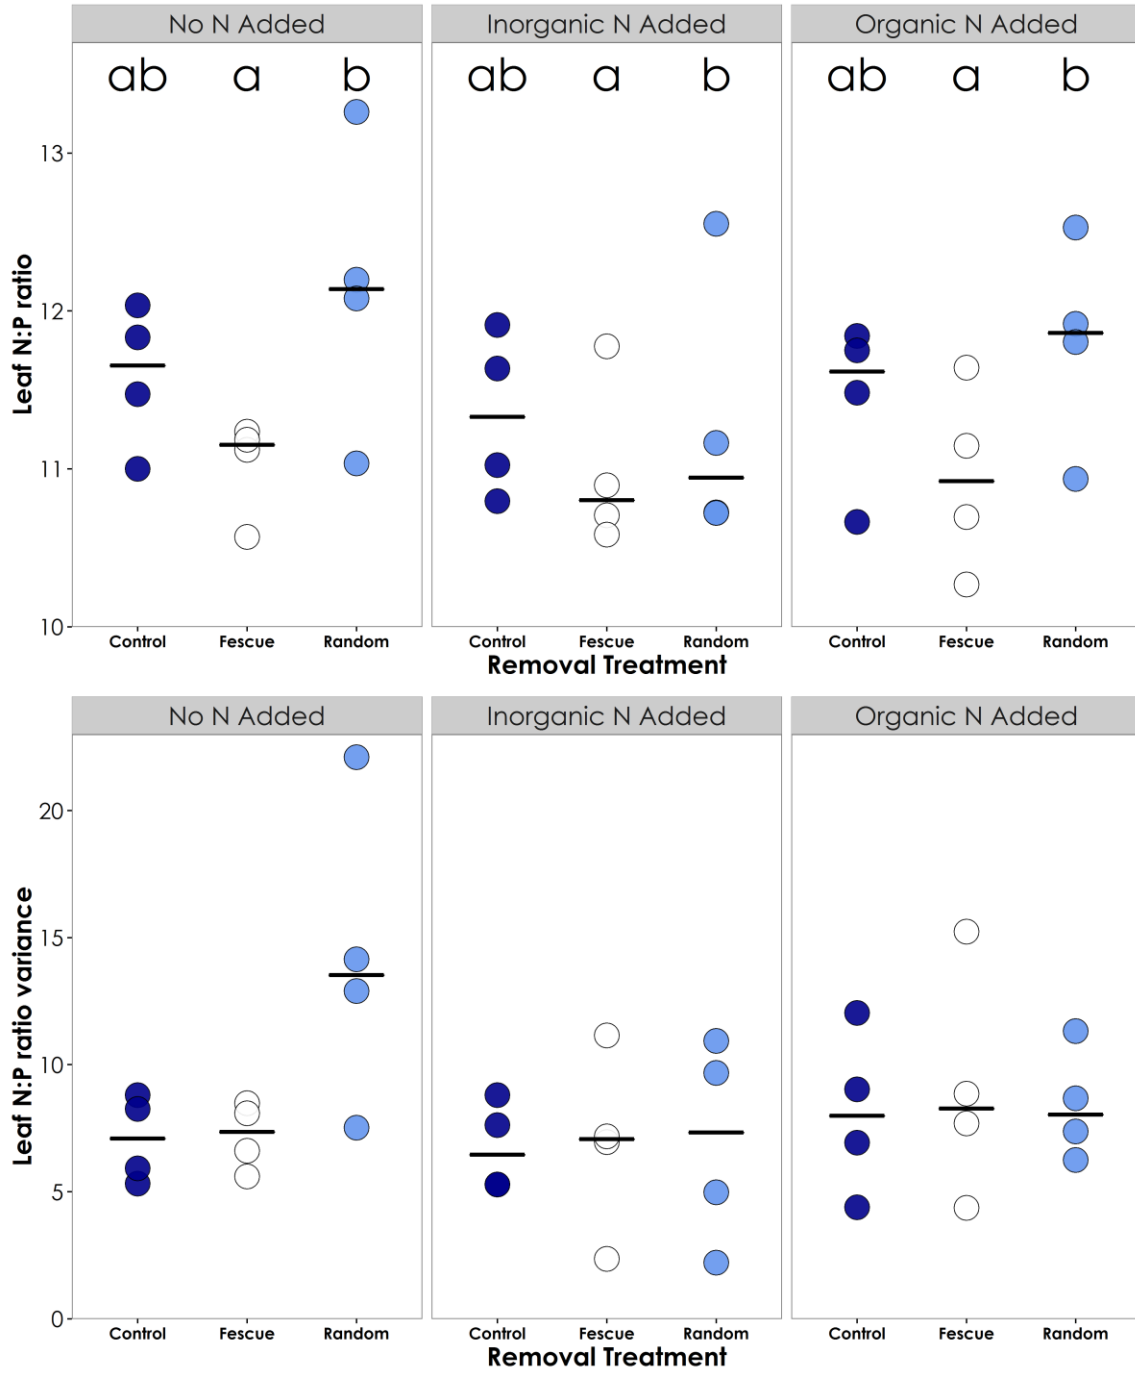 No N Added Inorganic N Added Organic N Added
ab a b ab a b ab a b
13
12
11
10
Leaf N:P ratio
Control Fescue Random Control Fescue Random Control Fescue Random
Removal Treatment
No N Added Inorganic N Added Organic N Added
20
15
10
5
0
Leaf N:P ratio variance
Control Fescue Random Control Fescue Random Control Fescue Random
Removal Treatment